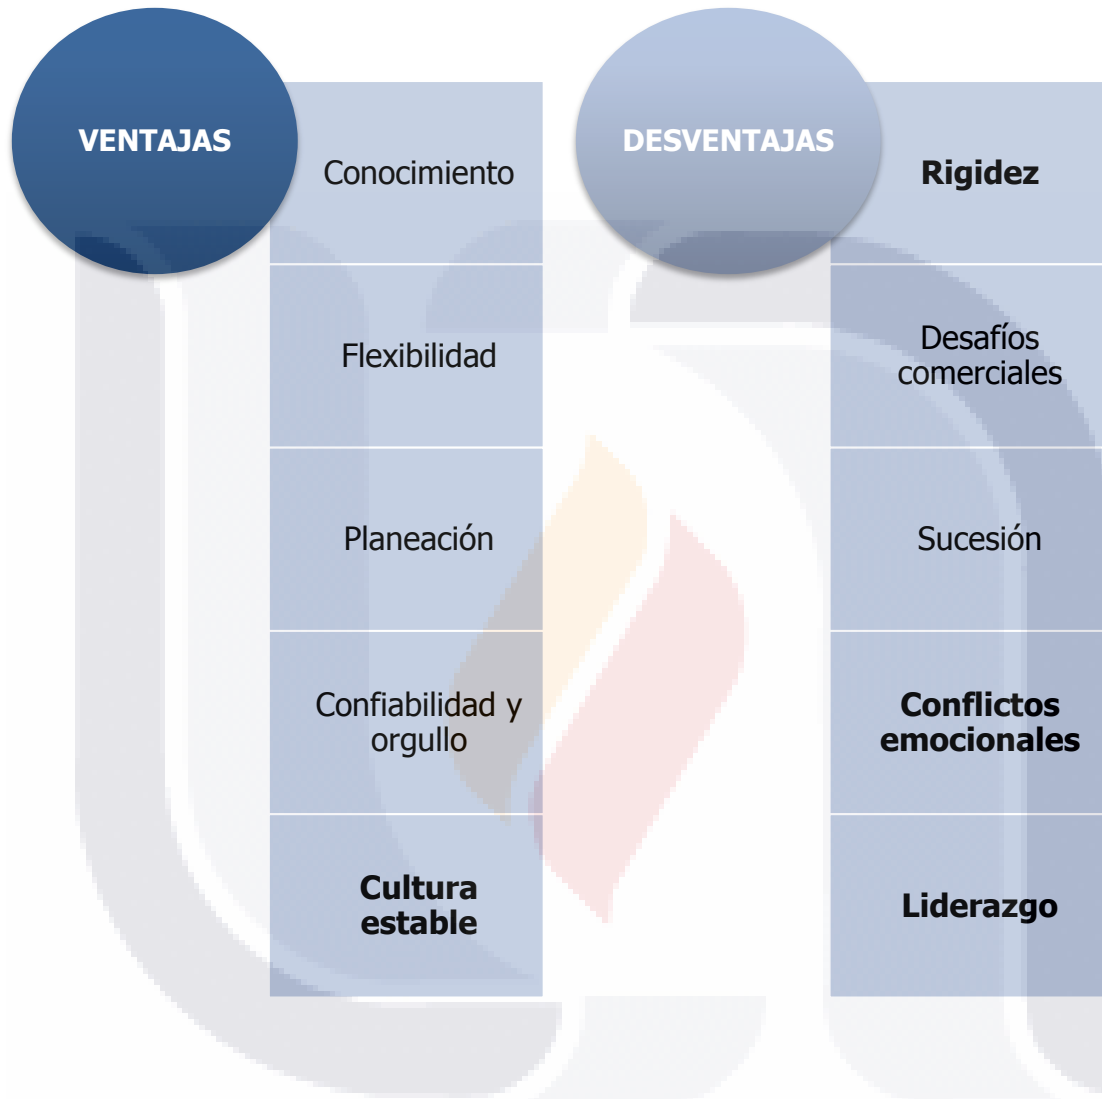 VENTAJAS
Conocimiento
Flexibilidad
Planeación
Confiabilidad y
orgullo
Cultura
estable
DESVENTAJAS
Rigidez
Desafíos
comerciales
Sucesión
Conflictos
emocionales
Liderazgo